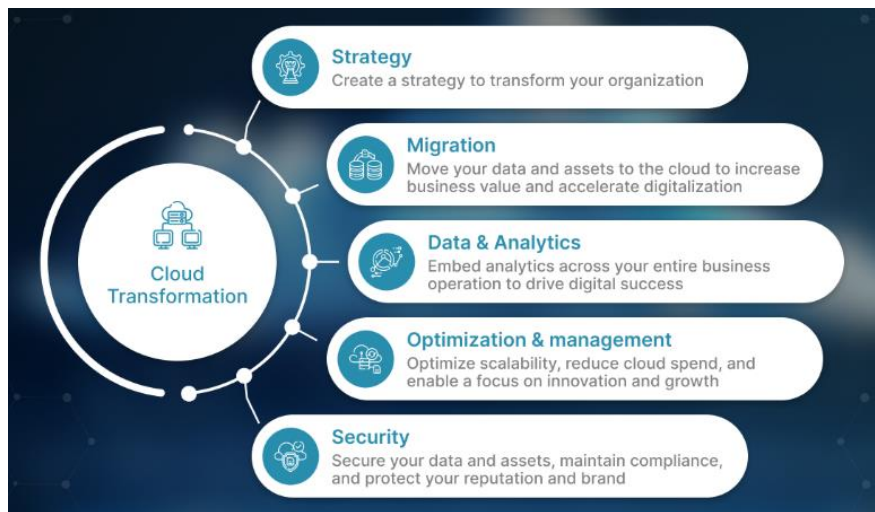 Strategy
Create a strategy to transform your organization
Migration
Move your data and assets to the cloud to increase
business value and accelerate digitalization
Cloud
Transformation
Data & Analytics
Embed analytics across your entire business
operation to drive digital success
Optimization & management
Optimize scalability, reduce cloud spend, and
enable a focus on innovation and growth
Security
Secure your data and assets, maintain compliance,
and protect your reputation and brand